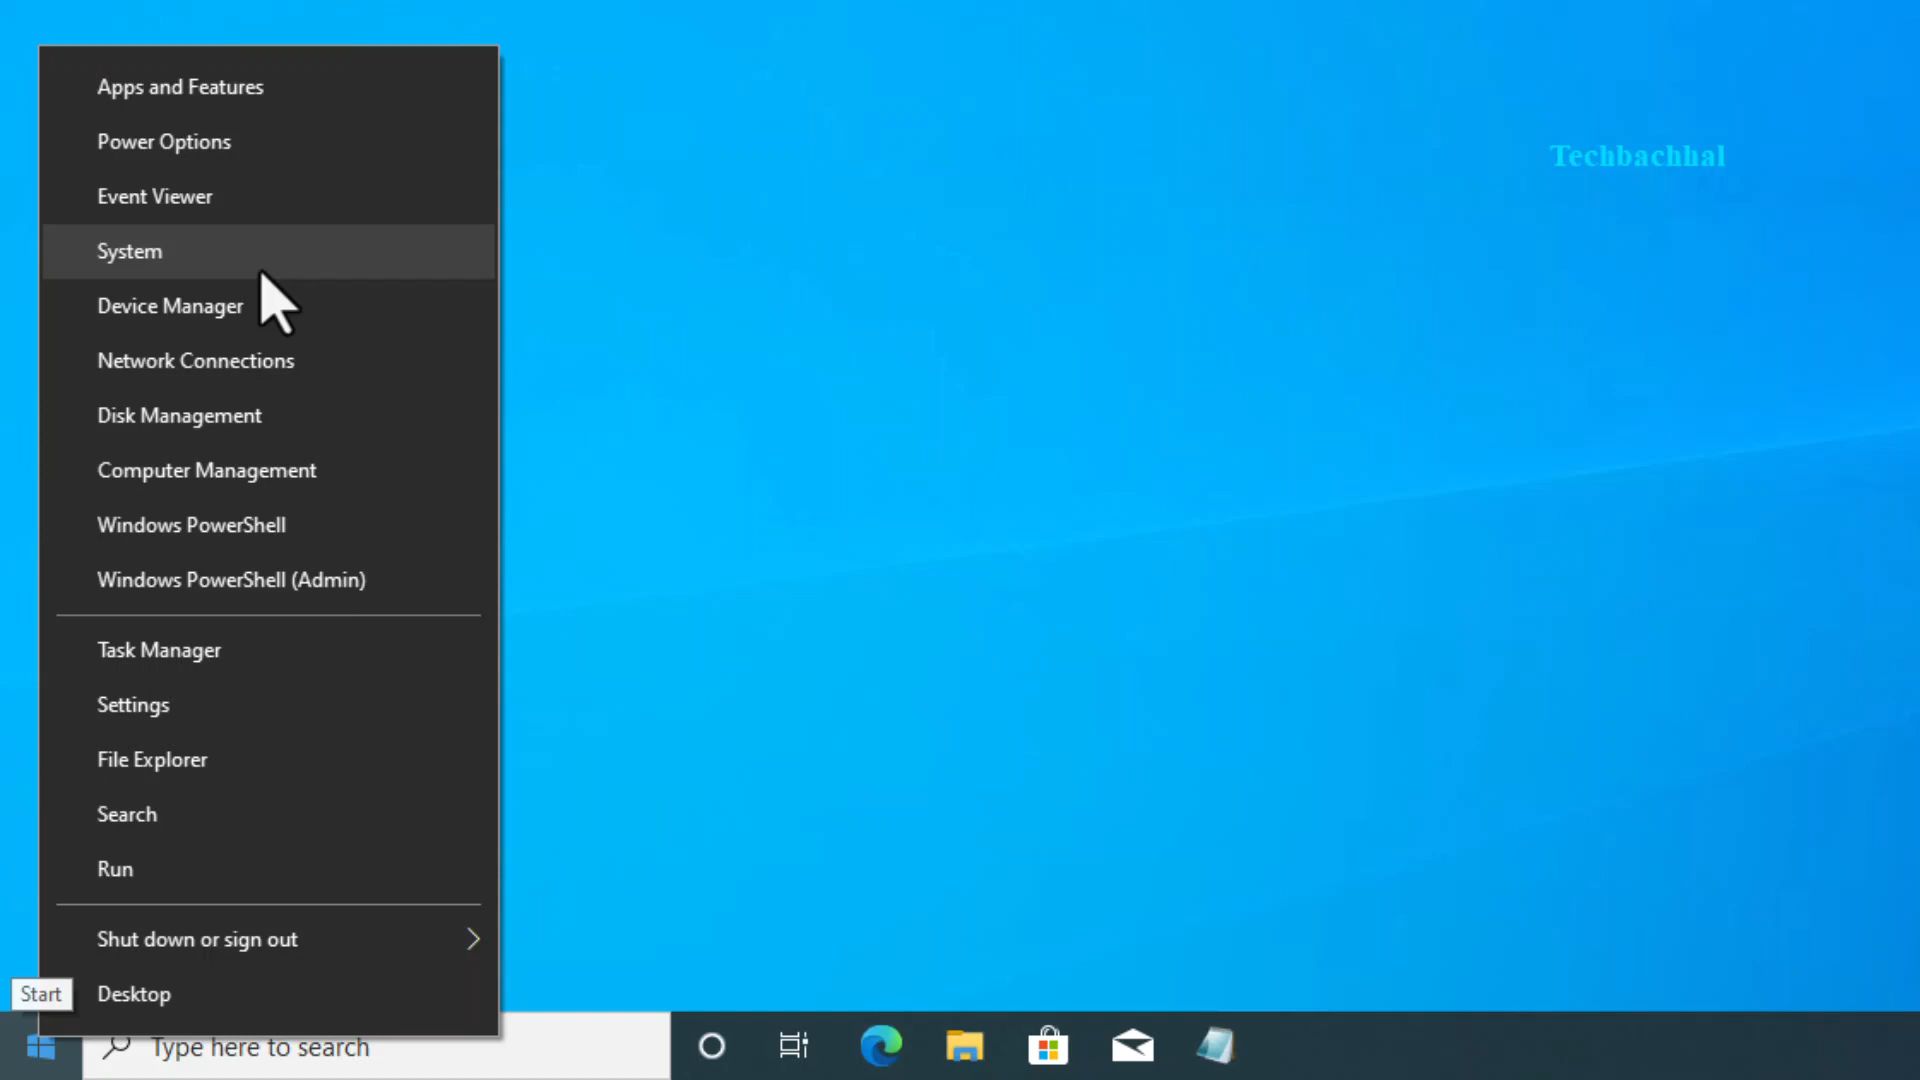 Apps and Features
Power Options
Event Viewer
System
Device Manager
Network Connections
Disk Management
Computer Management
Windows PowerShell
Windows PowerShell (Admin)
Task Manager
Settings
File Explorer
Search
Run
Shut down or sign out
Desktop
Start
Type here to search
Techbachhal